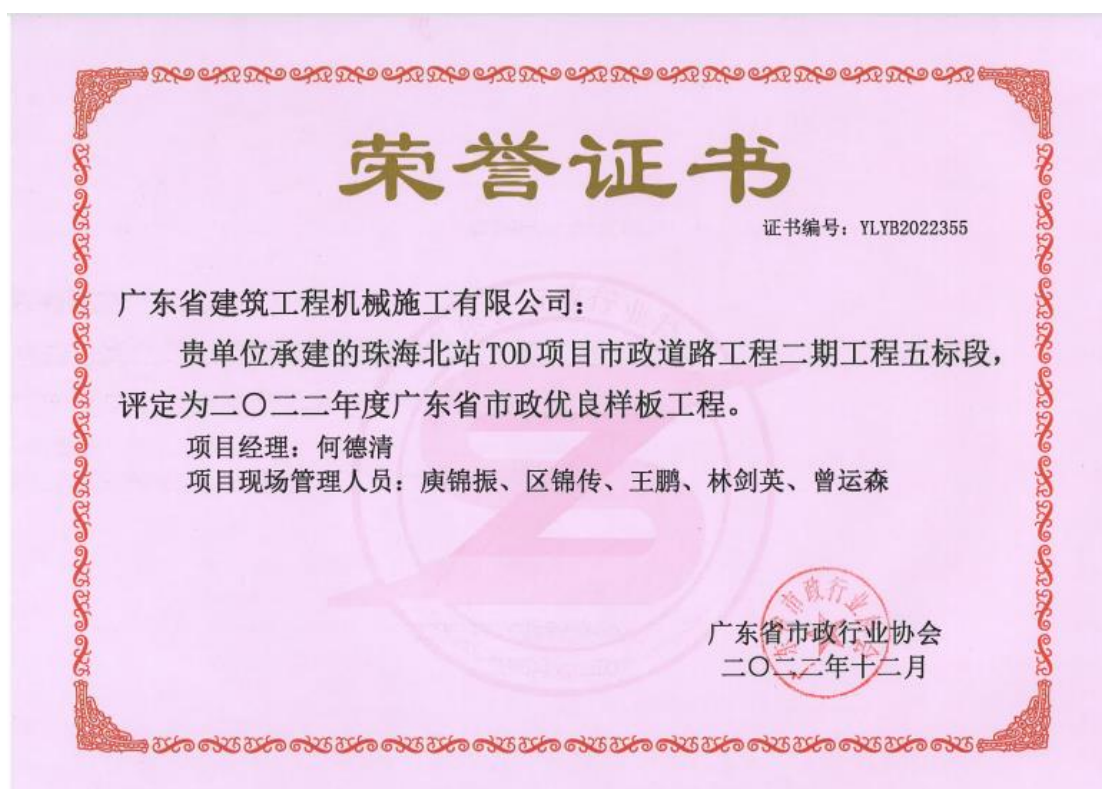 荣誉证书
证书编号：YLYB2022355
广东省建筑工程机械施工有限公司：
贵单位承建的珠海北站TOD项目市政道路工程二期工程五标段，
评定为二〇二二年度广东省市政优良样板工程。
项目经理：何德清
项目现场管理人员：庾锦振、区锦传、王鹏、林剑英、曾运森
广东省市政行业协会
二〇二二年十二月